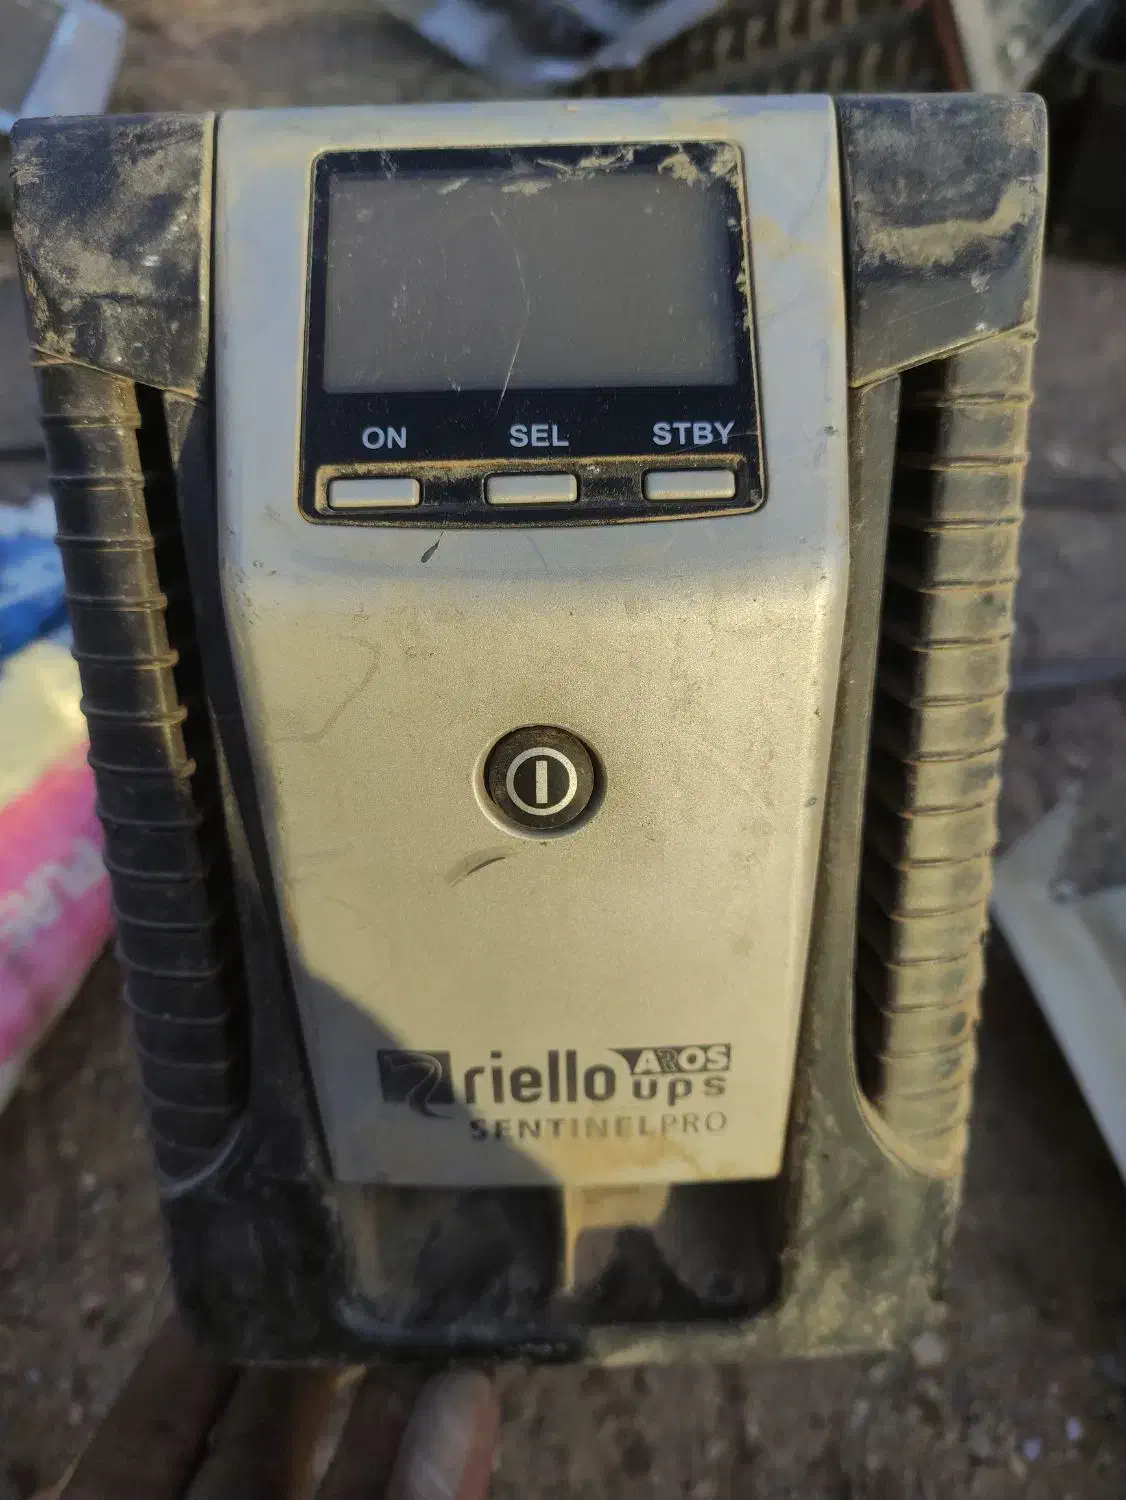 ON SEL STBY
riello AROS
ups
SENTINELPRO